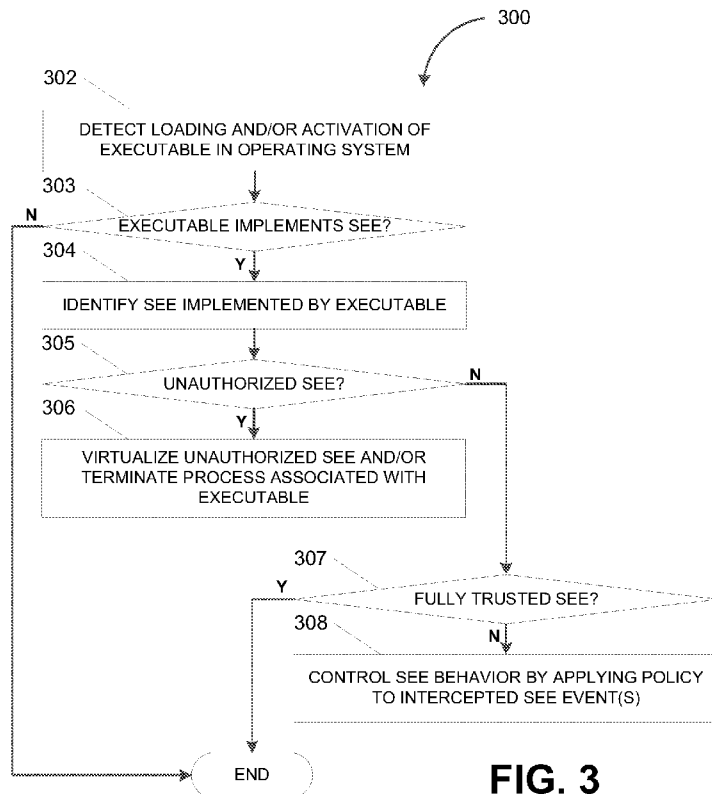 300
302
DETECT LOADING AND/OR ACTIVATION OF
EXECUTABLE IN OPERATING SYSTEM
303
N
EXECUTABLE IMPLEMENTS SEE?
304
Y
IDENTIFY SEE IMPLEMENTED BY EXECUTABLE
305
UNAUTHORIZED SEE?
N
306
Y
VIRTUALIZE UNAUTHORIZED SEE AND/OR
TERMINATE PROCESS ASSOCIATED WITH
EXECUTABLE
307
Y
FULLY TRUSTED SEE?
308
N
CONTROL SEE BEHAVIOR BY APPLYING POLICY
TO INTERCEPTED SEE EVENT(S)
END
FIG. 3